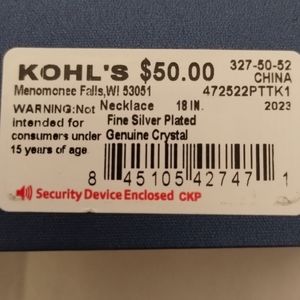 KOHL'S $50.00 327-50-52
CHINA
Menomonee Falls,WI 53051 472522PTTK1
WARNING:Not Necklace 18 IN. 2023
intended for Fine Silver Plated
consumers under Genuine Crystal
15 years of age.
8 45105 42747 1
Security Device Enclosed CKP